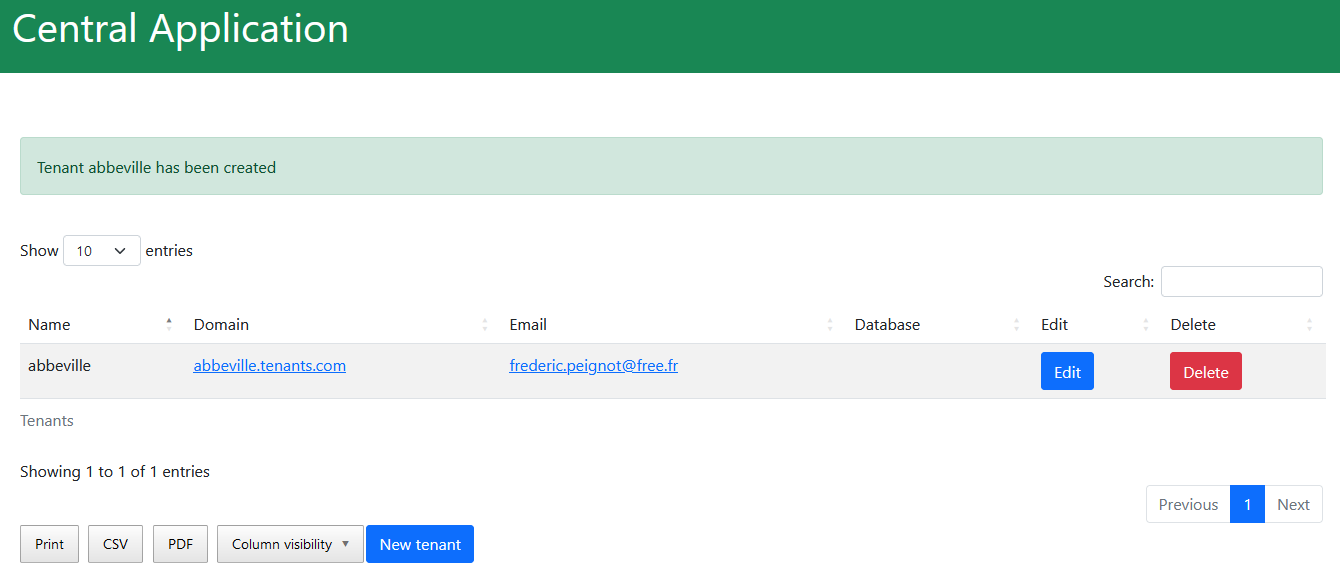 Central Application
Tenant abbeville has been created
Show 10 entries
Search:
Name Domain Email Database Edit Delete
abbeville abbeville.tenants.com frederic.peignot@free.fr Edit Delete
Tenants
Showing 1 to 1 of 1 entries
Previous 1 Next
Print CSV PDF Column visibility New tenant